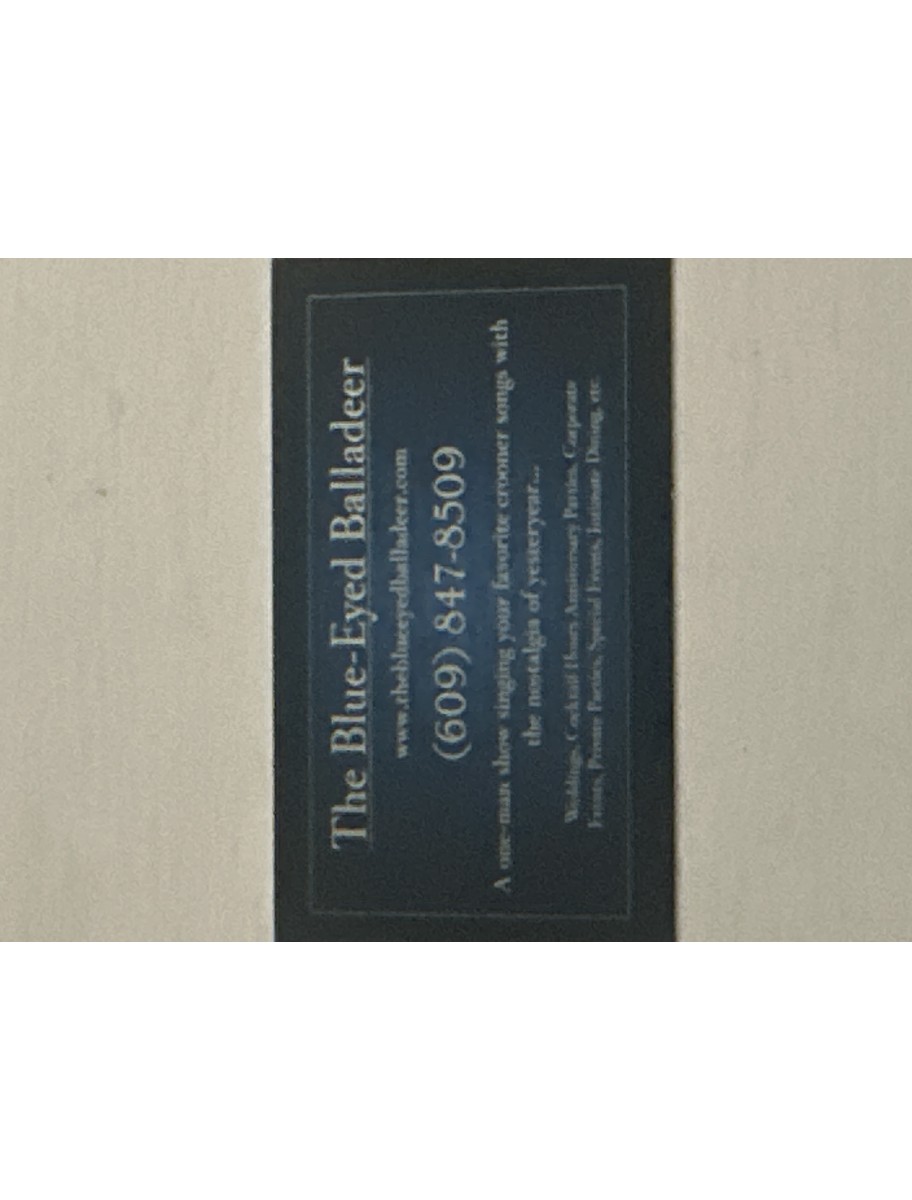 The Blue-Eyed Balladeer
www.theblueeyedballadeer.com
(609) 847-8509
A one-man show singing your favorite crooner songs with
the nostalgia of yesteryear...
Weddings, Cocktail Hours, Anniversary Parties, Corporate
Events, Private Parties, Special Events, Intimate Dining, etc.